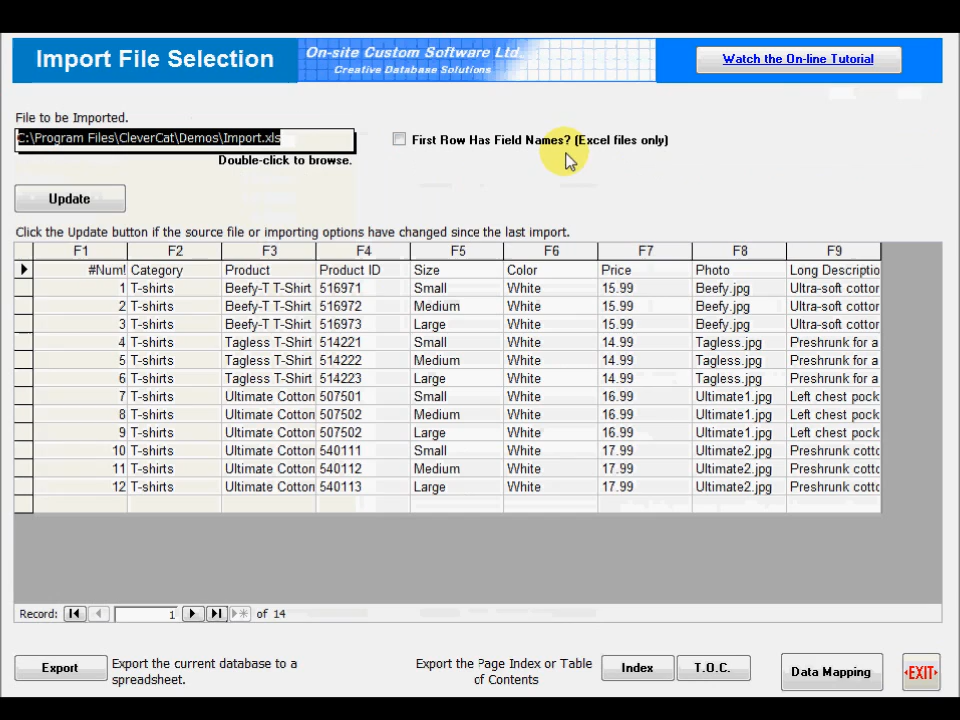 Import File Selection
On-site Custom Software Ltd.
Creative Database Solutions
Watch the On-line Tutorial
File to be Imported.
C:\Program Files\CleverCat\Demos\Import.xls
Double-click to browse.
First Row Has Field Names? (Excel files only)
Update
Click the Update button if the source file or importing options have changed since the last import.
F1 F2 F3 F4 F5 F6 F7 F8 F9
#Num! Category Product Product ID Size Color Price Photo Long Descriptio
1 T-shirts Beefy-T T-Shirt 516971 Small White 15.99 Beefy.jpg Ultra-soft cottor
2 T-shirts Beefy-T T-Shirt 516972 Medium White 15.99 Beefy.jpg Ultra-soft cottor
3 T-shirts Beefy-T T-Shirt 516973 Large White 15.99 Beefy.jpg Ultra-soft cottor
4 T-shirts Tagless T-Shirt 514221 Small White 14.99 Tagless.jpg Preshrunk for a
5 T-shirts Tagless T-Shirt 514222 Medium White 14.99 Tagless.jpg Preshrunk for a
6 T-shirts Tagless T-Shirt 514223 Large White 14.99 Tagless.jpg Preshrunk for a
7 T-shirts Ultimate Cotton 507501 Small White 16.99 Ultimate1.jpg Left chest pock
8 T-shirts Ultimate Cotton 507502 Medium White 16.99 Ultimate1.jpg Left chest pock
9 T-shirts Ultimate Cotton 507502 Large White 16.99 Ultimate1.jpg Left chest pock
10 T-shirts Ultimate Cotton 540111 Small White 17.99 Ultimate2.jpg Preshrunk cotto
11 T-shirts Ultimate Cotton 540112 Medium White 17.99 Ultimate2.jpg Preshrunk cotto
12 T-shirts Ultimate Cotton 540113 Large White 17.99 Ultimate2.jpg Preshrunk cotto
Record: 1 of 14
Export
Export the current database to a
spreadsheet.
Export the Page Index or Table
of Contents
Index
T.O.C.
Data Mapping
EXIT